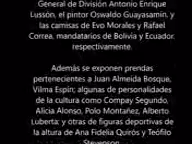 General de División Antonio Enrique
Lussón, el pintor Oswaldo Guayasamín, y
las camisas de Evo Morales y Rafael
Correa, mandatarios de Bolivia y Ecuador.
respectivamente.
Además se exponen prendas
pertenecientes a Juan Almeida Bosque,
Vilma Espín; algunas de personalidades
de la cultura como Compay Segundo,
Alicia Alonso, Polo Montañez, Alberto
Luberta; y otras de figuras deportivas de
la altura de Ana Fidelia Quirós y Teófilo
Stevenson